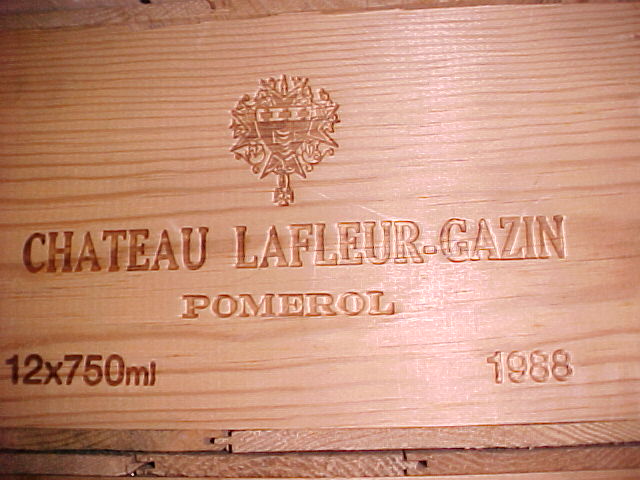 CHATEAU LAFLEUR-GAZIN
POMEROL
12x750ml 1988